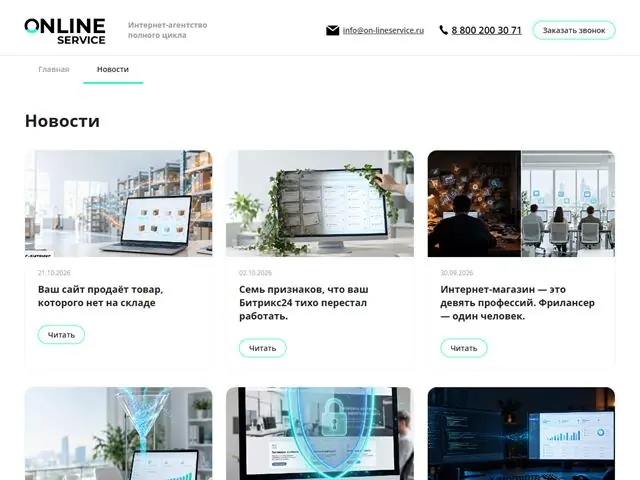 ONLINE
SERVICE
Интернет-агентство
полного цикла
info@on-lineservice.ru
8 800 200 30 71
Заказать звонок
Главная
Новости
Новости
21.10.2026
Ваш сайт продаёт товар,
которого нет на складе
Читать
02.10.2026
Семь признаков, что ваш
Битрикс24 тихо перестал
работать.
Читать
30.09.2026
Интернет-магазин — это
девять профессий. Фрилансер
— один человек.
Читать